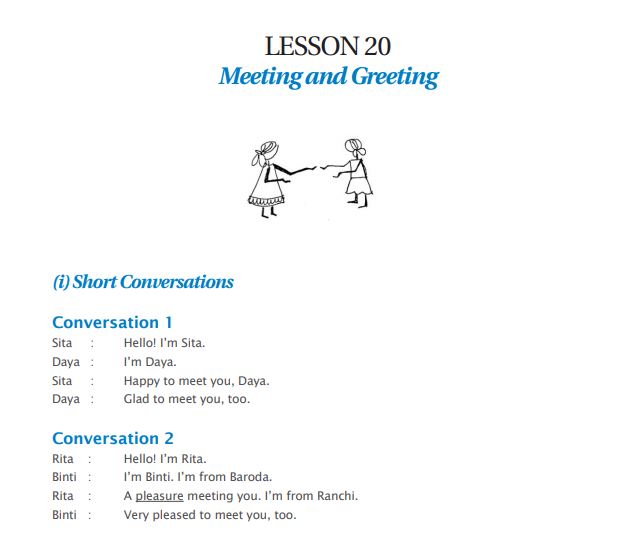 LESSON 20
Meeting and Greeting
(i) Short Conversations
Conversation 1
Sita : Hello! I'm Sita.
Daya : I'm Daya.
Sita : Happy to meet you, Daya.
Daya : Glad to meet you, too.
Conversation 2
Rita : Hello! I'm Rita.
Binti : I'm Binti. I'm from Baroda.
Rita : A pleasure meeting you. I'm from Ranchi.
Binti : Very pleased to meet you, too.